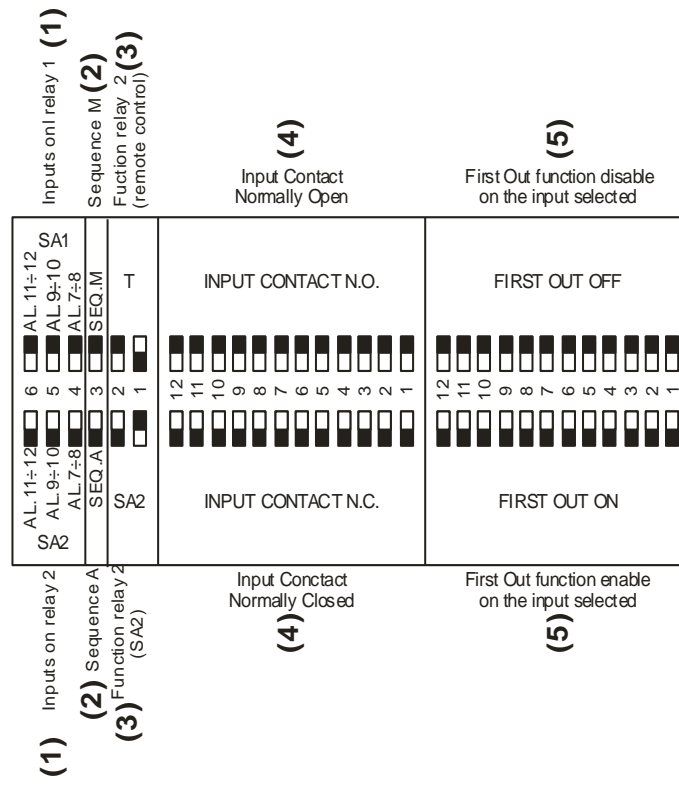 (1)
Inputs onl relay 1
Sequence M (2)
Fuction relay 2 (3)
(remote control)
(4)
Input Contact
Normally Open
(5)
First Out function disable
on the input selected
SA1
AL.11÷12
AL.9÷10
AL.7÷8
SEQ.M
T
INPUT CONTACT N.O.
FIRST OUT OFF
6 5 4 3 2 1
12 11 10 9 8 7 6 5 4 3 2 1
12 11 10 9 8 7 6 5 4 3 2 1
AL.11÷12
AL.9÷10
AL.7÷8
SA2
SEQ.A
SA2
INPUT CONTACT N.C.
FIRST OUT ON
(1) Inputs on relay 2
(2) Sequence A
(3) Function relay 2
(SA2)
Input Conctact
Normally Closed
(4)
First Out function enable
on the input selected
(5)